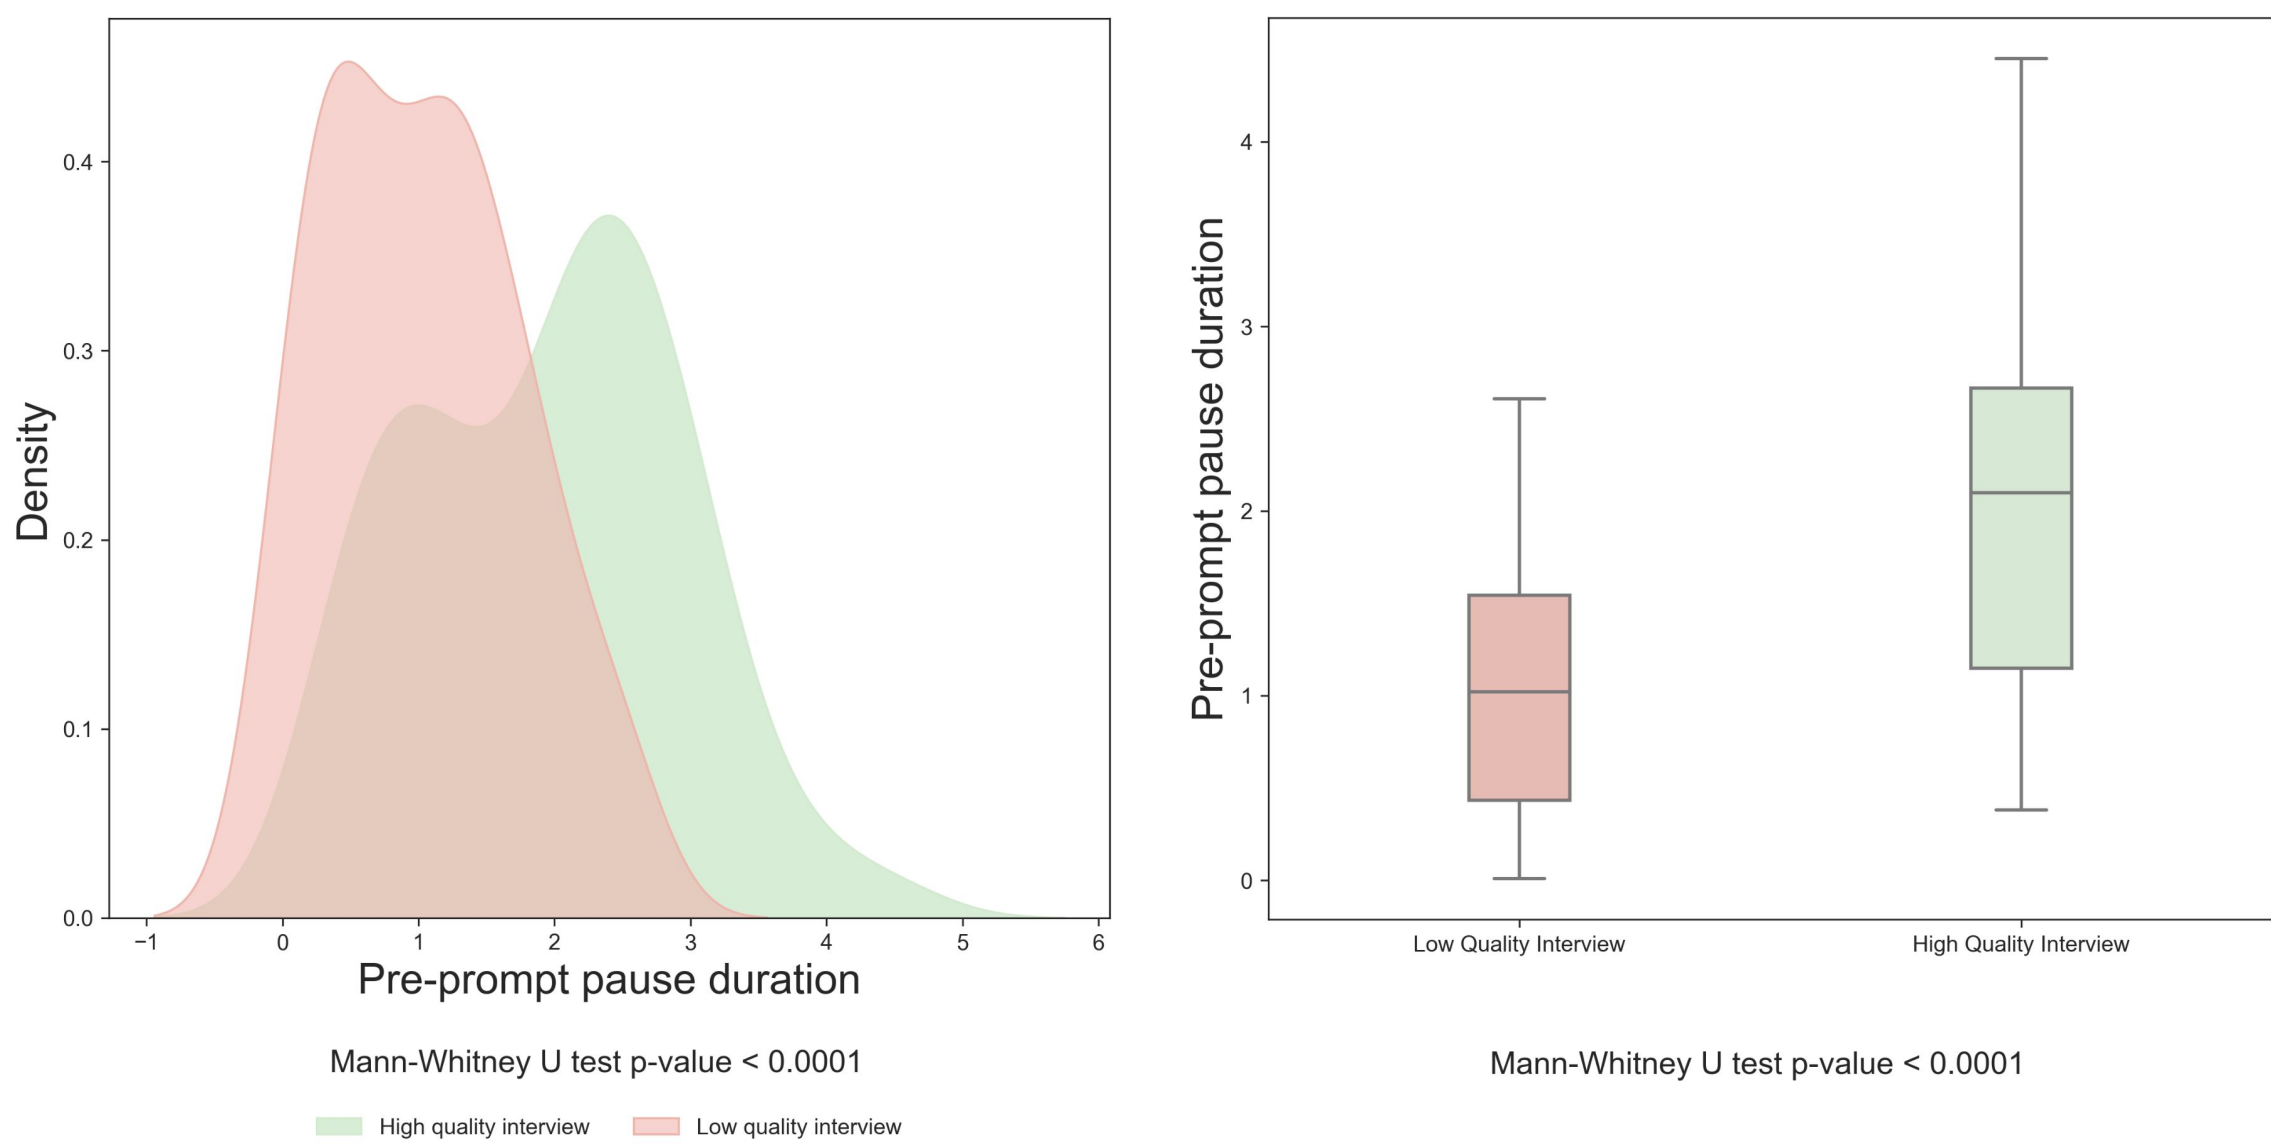 Density
0.4
0.3
0.2
0.1
0.0
−1 0 1 2 3 4 5 6
Pre-prompt pause duration
Mann-Whitney U test p-value < 0.0001
High quality interview Low quality interview
Pre-prompt pause duration
4
3
2
1
0
Low Quality Interview High Quality Interview
Mann-Whitney U test p-value < 0.0001